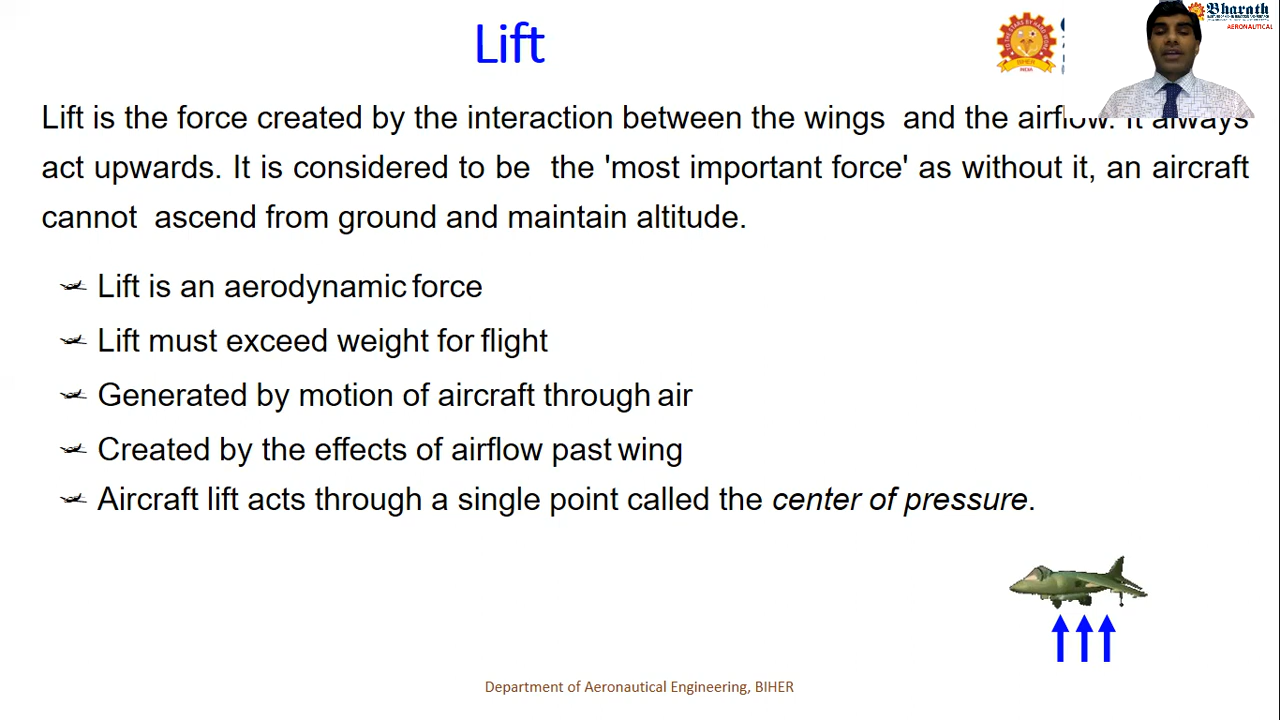 Lift
Bharath
AERONAUTICAL
BIHER
Lift is the force created by the interaction between the wings and the airflow. It always
act upwards. It is considered to be the 'most important force' as without it, an aircraft
cannot ascend from ground and maintain altitude.
Lift is an aerodynamic force
Lift must exceed weight for flight
Generated by motion of aircraft through air
Created by the effects of airflow past wing
Aircraft lift acts through a single point called the center of pressure.
Department of Aeronautical Engineering, BIHER